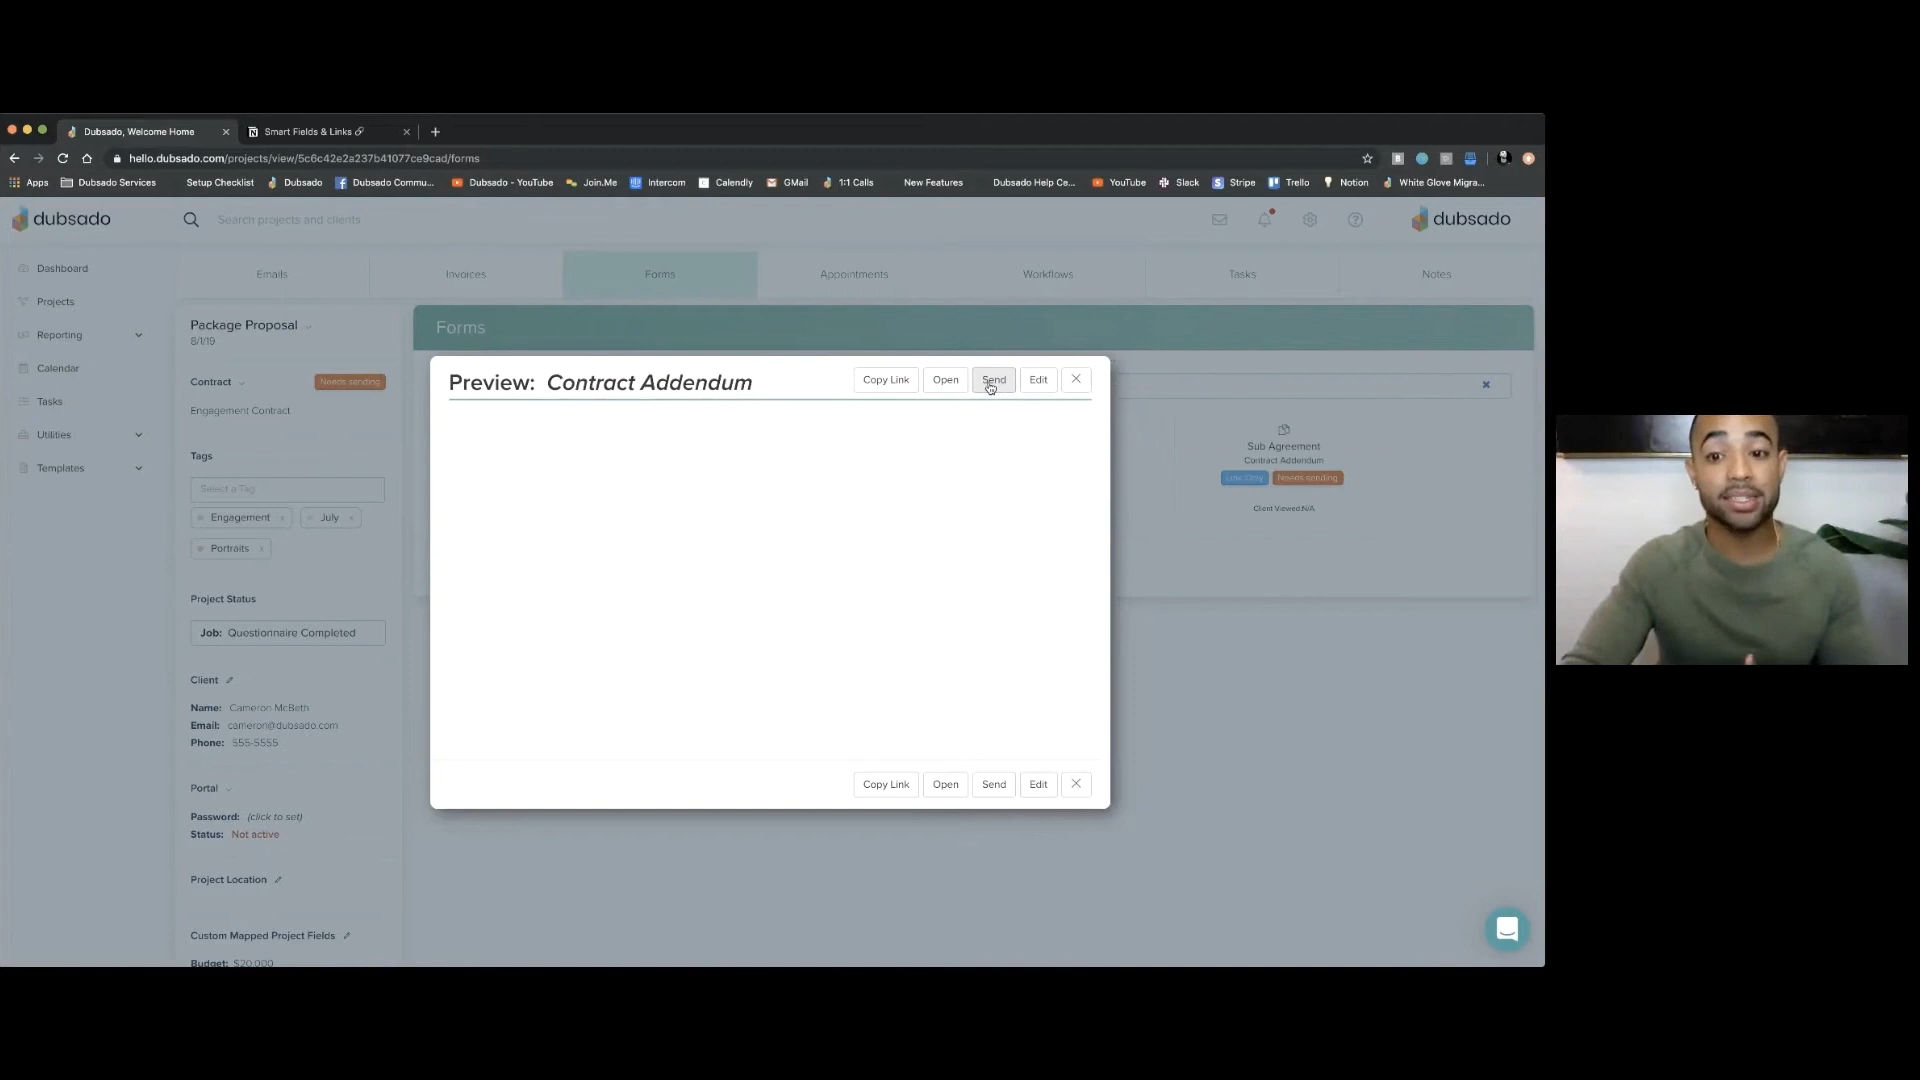 Dubsado, Welcome Home
Smart Fields & Links
hello.dubsado.com/projects/view/5c6c42e2a237b41077ce9cad/forms
Apps Dubsado Services Setup Checklist Dubsado Dubsado Commu... Dubsado - YouTube Join.Me Intercom Calendly GMail 1:1 Calls New Features Dubsado Help Ce... YouTube Slack Stripe Trello Notion White Glove Migra...
dubsado Search projects and clients dubsado
Dashboard
Projects
Reporting
Calendar
Tasks
Utilities
Templates
Emails Invoices Forms Appointments Workflows Tasks Notes
Package Proposal
8/1/19
Contract Needs sending
Engagement Contract
Tags
Select a Tag
Engagement × July ×
Portraits ×
Project Status
Job: Questionnaire Completed
Client
Name: Cameron McBeth
Email: cameron@dubsado.com
Phone: 555-5555
Portal
Password: (click to set)
Status: Not active
Project Location
Custom Mapped Project Fields
Budget: $20,000
Forms
Preview: Contract Addendum
Copy Link Open Send Edit
Copy Link Open Send Edit
Sub Agreement
Contract Addendum
Link Only Needs sending
Client Viewed:N/A